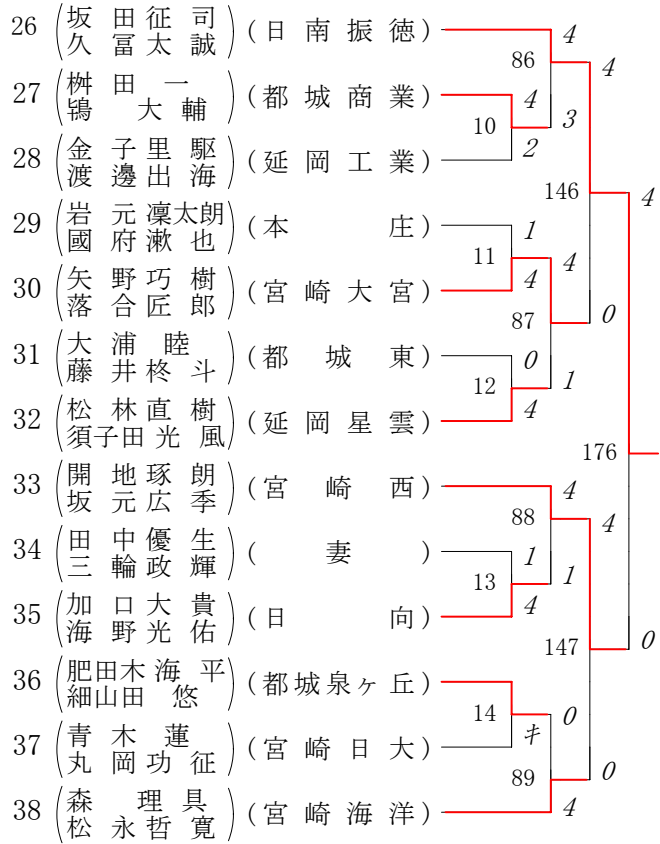 26 (坂田征司 久冨太誠) (日南振徳) 4
86 4
27 (桝田一 鴇大輔) (都城商業) 4
10 3
28 (金子里駆 渡邊出海) (延岡工業) 2
146 4
29 (岩元凜太朗 國府漱也) (本庄) 1
11 4
30 (矢野巧樹 落合匠郎) (宮崎大宮) 4
87 0
31 (大浦睦 藤井柊斗) (都城東) 0
12 1
32 (松林直樹 須子田光風) (延岡星雲) 4
176
33 (開地琢朗 坂元広季) (宮崎西) 4
88 4
34 (田中優生 三輪政輝) (妻) 1
13 1
35 (加口大貴 海野光佑) (日向) 4
147 0
36 (肥田木海平 細山田悠) (都城泉ヶ丘)
14 0
37 (青木蓮 丸岡功征) (宮崎日大) キ
89 0
38 (森理具 松永哲寛) (宮崎海洋) 4